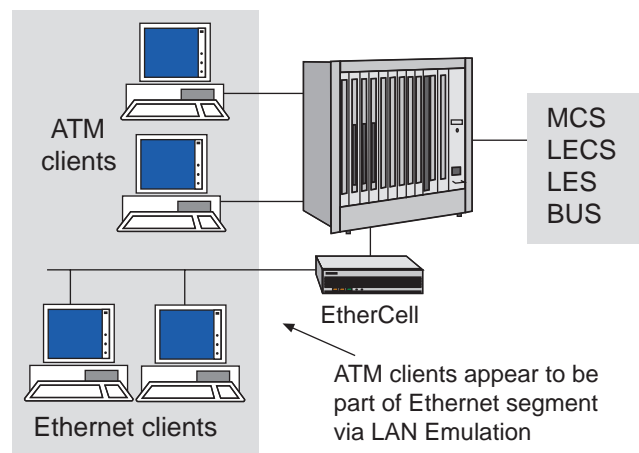 ATM
clients
MCS
LECS
LES
BUS
EtherCell
ATM clients appear to be
part of Ethernet segment
via LAN Emulation
Ethernet clients